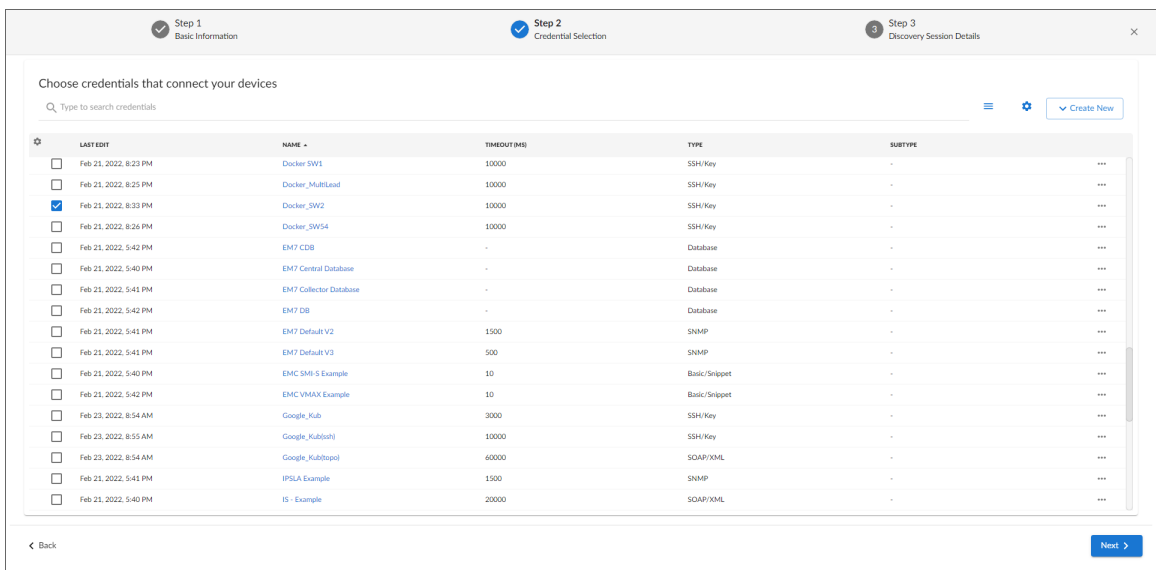 Step 1
Basic Information
Step 2
Credential Selection
3
Step 3
Discovery Session Details
Choose credentials that connect your devices
Type to search credentials
Create New
LAST EDIT NAME TIMEOUT (MS) TYPE SUBTYPE
Feb 21, 2022, 8:23 PM Docker SW1 10000 SSH/Key - •••
Feb 21, 2022, 8:25 PM Docker_MultiLead 10000 SSH/Key - •••
Feb 21, 2022, 8:33 PM Docker_SW2 10000 SSH/Key - •••
Feb 21, 2022, 8:26 PM Docker_SW54 10000 SSH/Key - •••
Feb 21, 2022, 5:42 PM EM7 CDB - Database - •••
Feb 21, 2022, 5:40 PM EM7 Central Database - Database - •••
Feb 21, 2022, 5:41 PM EM7 Collector Database - Database - •••
Feb 21, 2022, 5:42 PM EM7 DB - Database - •••
Feb 21, 2022, 5:41 PM EM7 Default V2 1500 SNMP - •••
Feb 21, 2022, 5:41 PM EM7 Default V3 500 SNMP - •••
Feb 21, 2022, 5:40 PM EMC SMI-S Example 10 Basic/Snippet - •••
Feb 21, 2022, 5:42 PM EMC VMAX Example 10 Basic/Snippet - •••
Feb 23, 2022, 8:54 AM Google_Kub 3000 SSH/Key - •••
Feb 23, 2022, 8:55 AM Google_Kub(ssh) 10000 SSH/Key - •••
Feb 23, 2022, 8:54 AM Google_Kub(topo) 60000 SOAP/XML - •••
Feb 21, 2022, 5:41 PM IPSLA Example 1500 SNMP - •••
Feb 21, 2022, 5:40 PM IS - Example 20000 SOAP/XML - •••
Back
Next